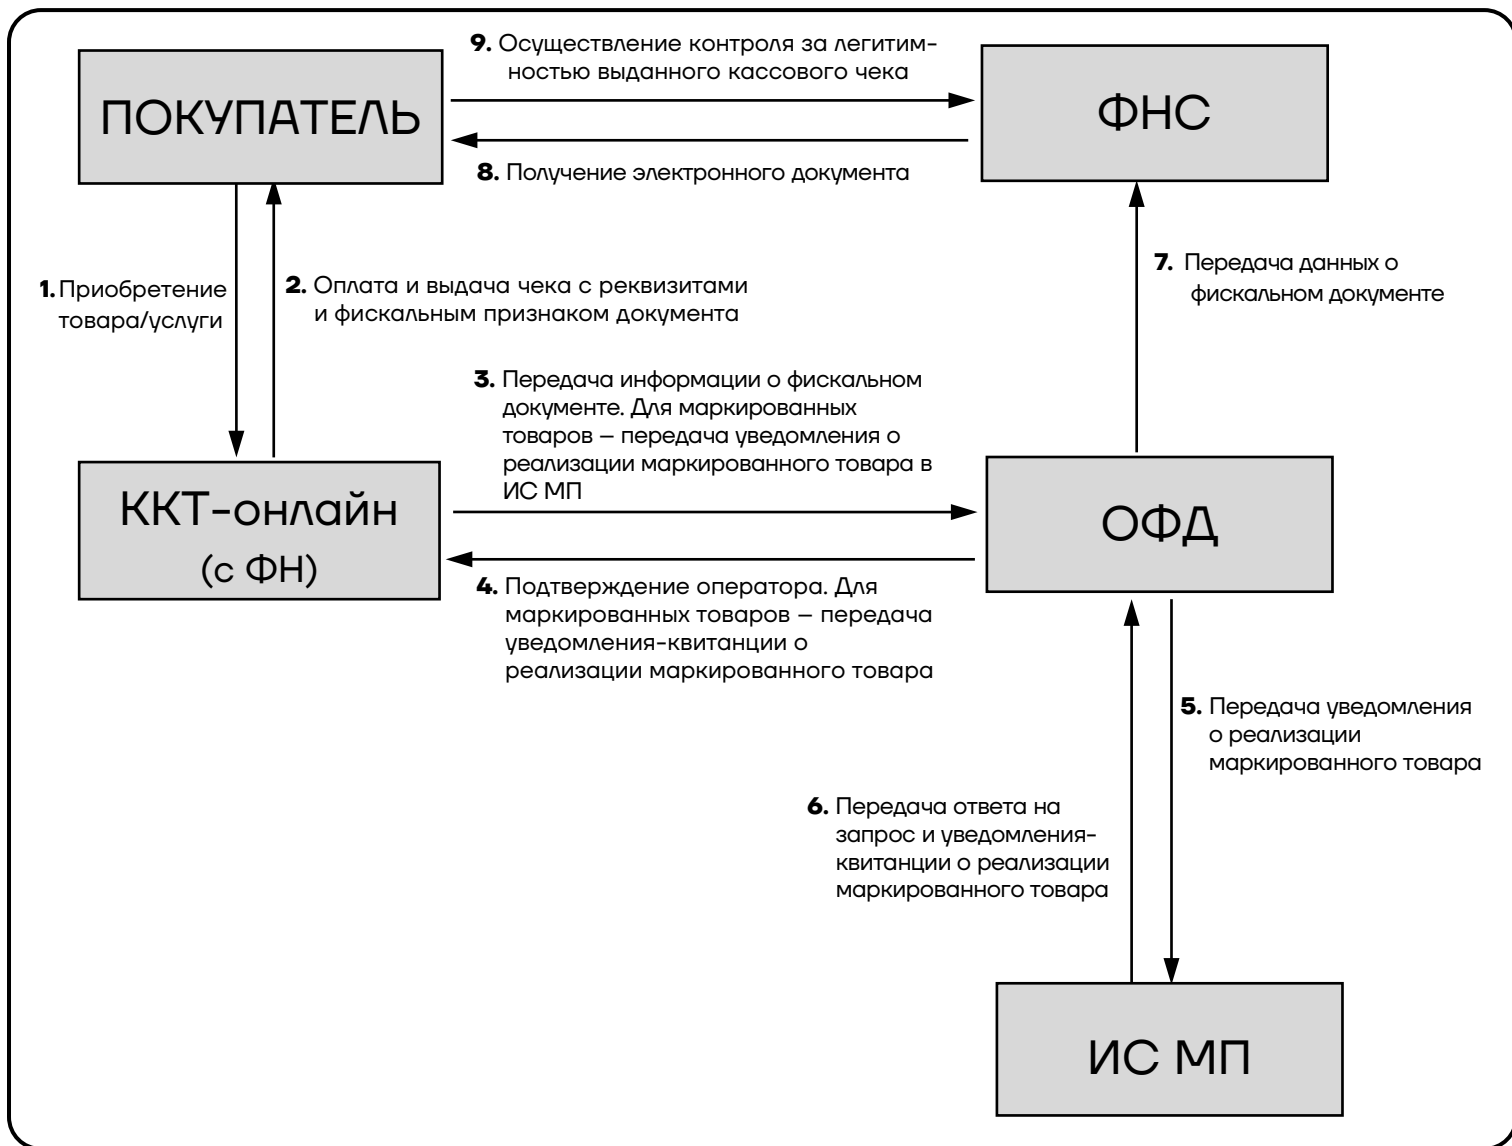 ПОКУПАТЕЛЬ
9. Осуществление контроля за легитим-
ностью выданного кассового чека
8. Получение электронного документа
ФНС
1. Приобретение
товара/услуги
2. Оплата и выдача чека с реквизитами
и фискальным признаком документа
7. Передача данных о
фискальном документе
3. Передача информации о фискальном
документе. Для маркированных
товаров – передача уведомления о
реализации маркированного товара в
ИС МП
ККТ-онлайн
(с ФН)
ОФД
4. Подтверждение оператора. Для
маркированных товаров – передача
уведомления-квитанции о
реализации маркированного товара
5. Передача уведомления
о реализации
маркированного товара
6. Передача ответа на
запрос и уведомления-
квитанции о реализации
маркированного товара
ИС МП